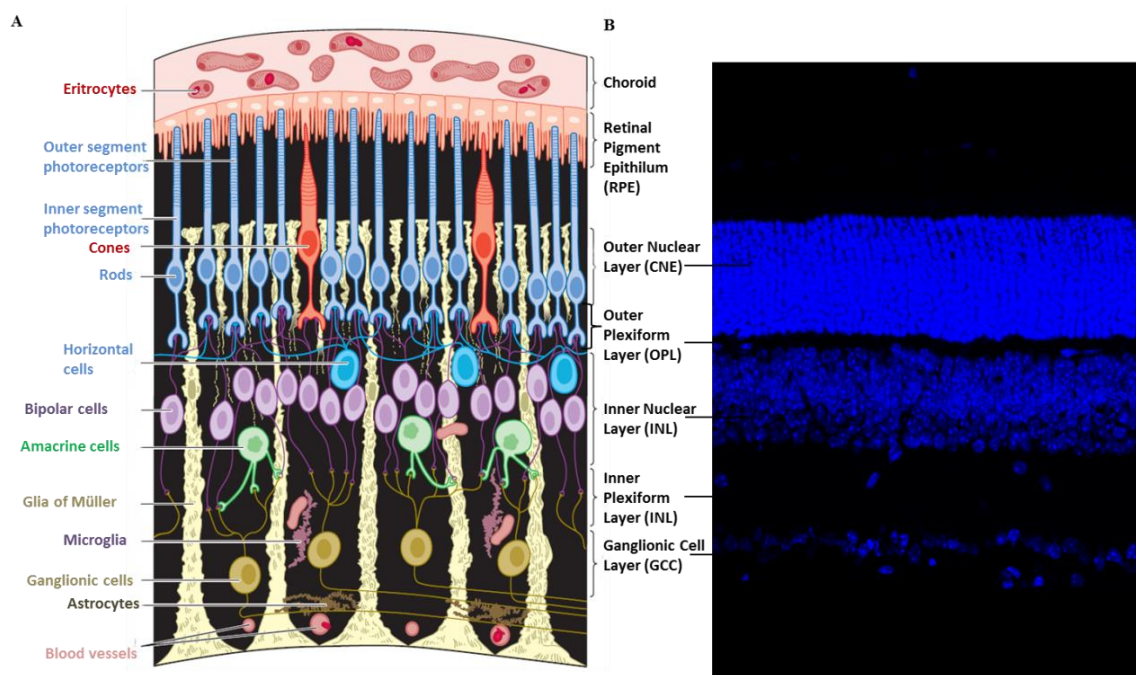 A
Eritrocytes
Outer segment
photoreceptors
Inner segment
photoreceptors
Cones
Rods
Horizontal
cells
Bipolar cells
Amacrine cells
Glia of Müller
Microglia
Ganglionic cells
Astrocytes
Blood vessels
Choroid
Retinal
Pigment
Epithilum
(RPE)
Outer Nuclear
Layer (CNE)
Outer
Plexiform
Layer (OPL)
Inner Nuclear
Layer (INL)
Inner
Plexiform
Layer (INL)
Ganglionic Cell
Layer (GCC)
B